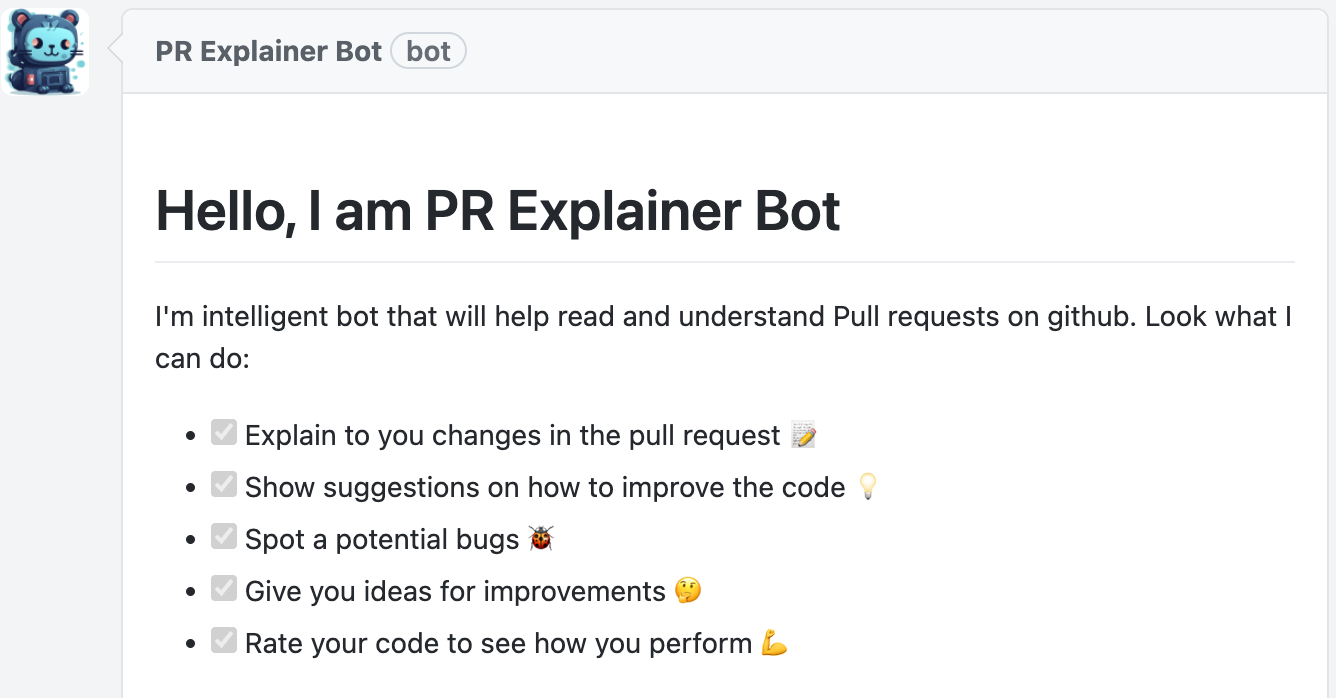 PR Explainer Bot bot
Hello, I am PR Explainer Bot
I'm intelligent bot that will help read and understand Pull requests on github. Look what I
can do:
Explain to you changes in the pull request 📝
Show suggestions on how to improve the code 💡
Spot a potential bugs 🐞
Give you ideas for improvements 🤔
Rate your code to see how you perform 💪